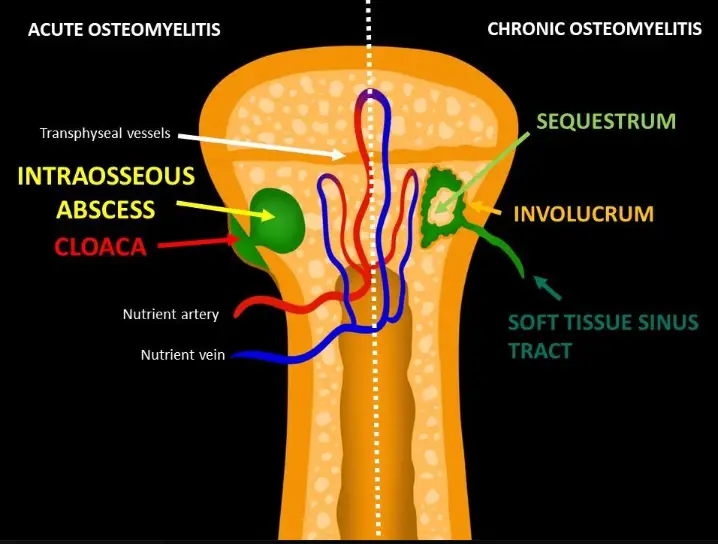 ACUTE OSTEOMYELITIS
CHRONIC OSTEOMYELITIS
Transphyseal vessels
INTRAOSSEOUS
ABSCESS
CLOACA
Nutrient artery
Nutrient vein
SEQUESTRUM
INVOLUCRUM
SOFT TISSUE SINUS
TRACT